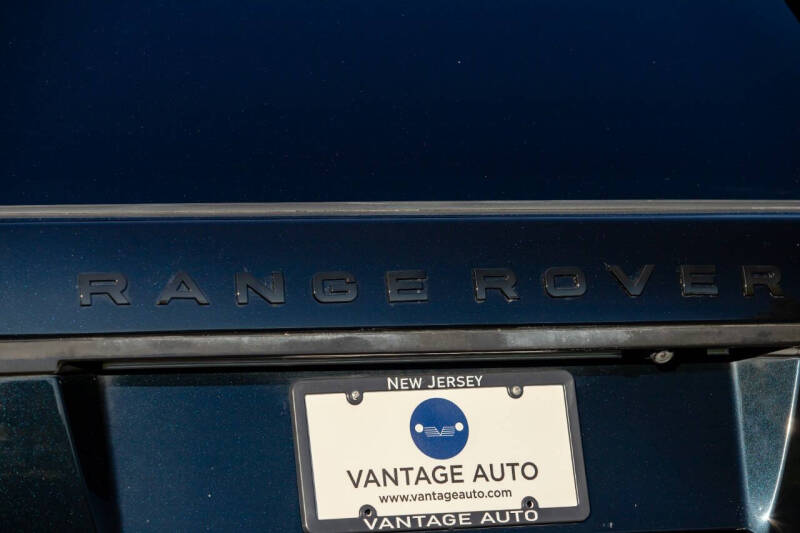 RANGE ROVER
NEW JERSEY
VANTAGE AUTO
www.vantageauto.com
VANTAGE AUTO